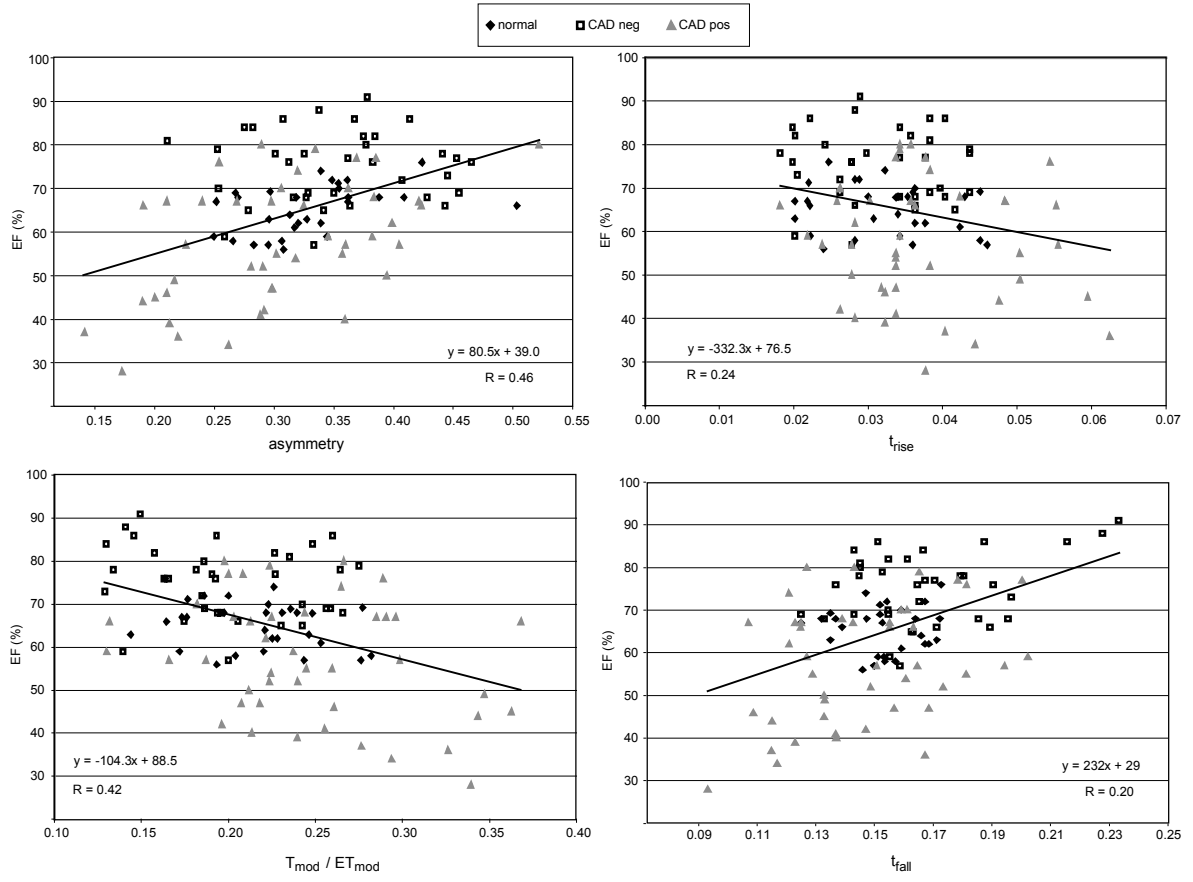 normal CAD neg CAD pos
EF (%)
100
90
80
70
60
50
40
30
y = 80.5x + 39.0
R = 0.46
0.15 0.20 0.25 0.30 0.35 0.40 0.45 0.50 0.55
asymmetry
EF (%)
100
90
80
70
60
50
40
30
y = -332.3x + 76.5
R = 0.24
0.00 0.01 0.02 0.03 0.04 0.05 0.06 0.07
t_rise
EF (%)
100
90
80
70
60
50
40
30
y = -104.3x + 88.5
R = 0.42
0.10 0.15 0.20 0.25 0.30 0.35 0.40
T_mod / ET_mod
EF (%)
100
90
80
70
60
50
40
30
y = 232x + 29
R = 0.20
0.09 0.11 0.13 0.15 0.17 0.19 0.21 0.23 0.25
t_fall